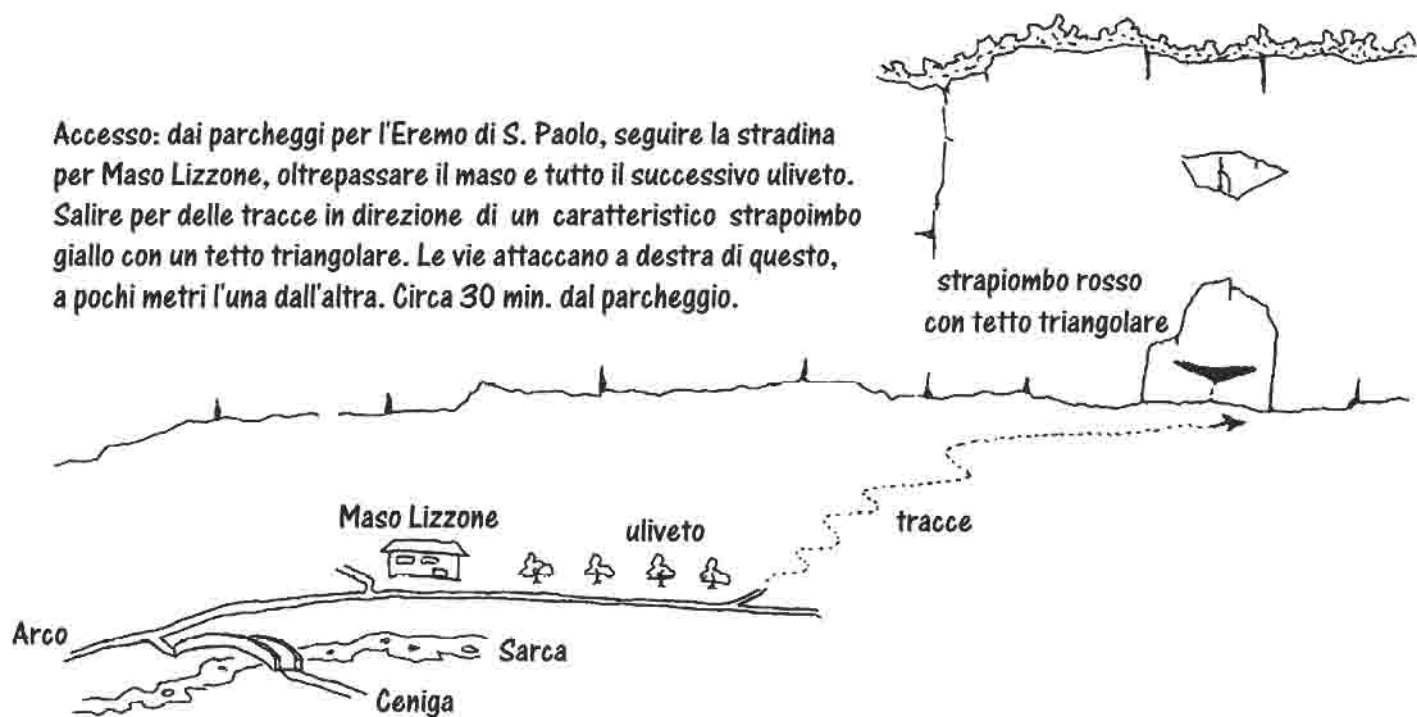 Accesso: dai parcheggi per l'Eremo di S. Paolo, seguire la stradina
per Maso Lizzone, oltrepassare il maso e tutto il successivo uliveto.
Salire per delle tracce in direzione di un caratteristico strapoimbo
giallo con un tetto triangolare. Le vie attaccano a destra di questo,
a pochi metri l'una dall'altra. Circa 30 min. dal parcheggio.
strapiombo rosso
con tetto triangolare
Maso Lizzone
uliveto
tracce
Arco
Sarca
Ceniga